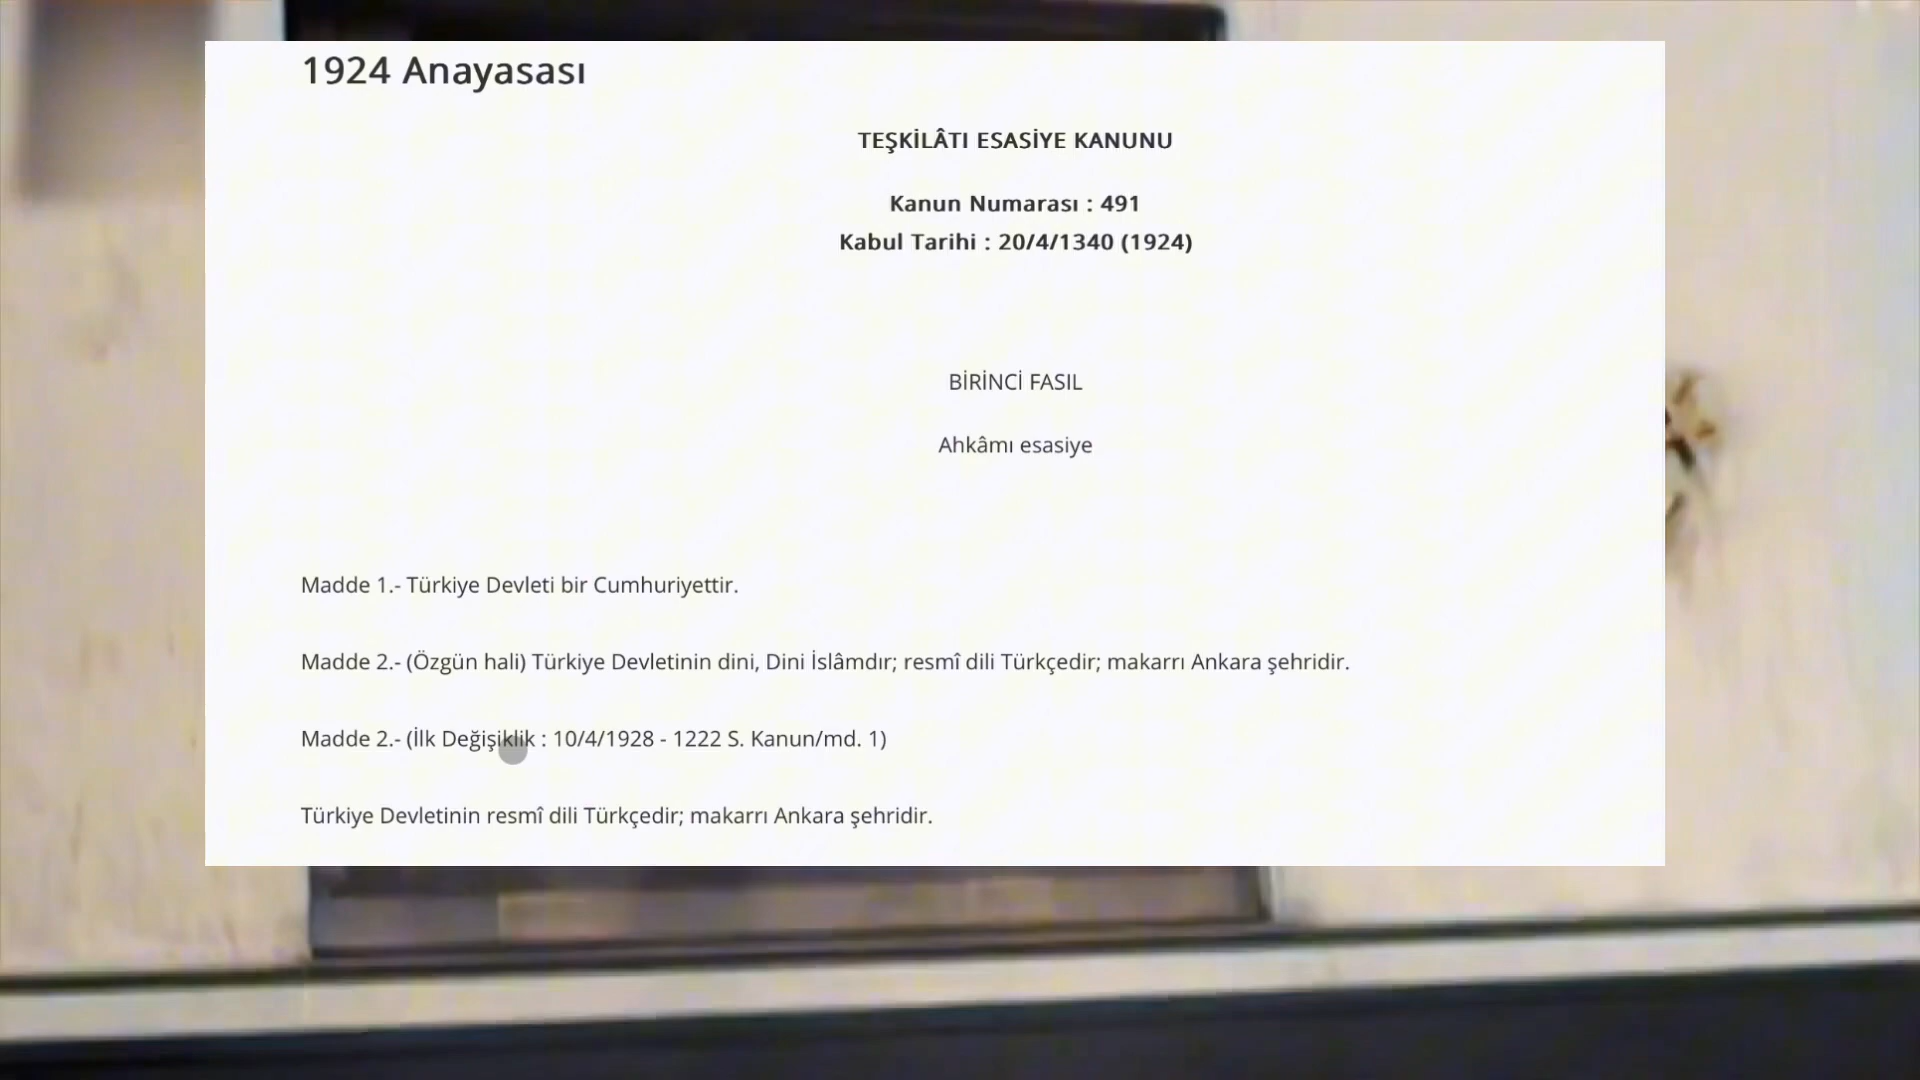 1924 Anayasası
TEŞKİLÂTI ESASİYE KANUNU
Kanun Numarası : 491
Kabul Tarihi : 20/4/1340 (1924)
BİRİNCİ FASIL
Ahkâmı esasiye
Madde 1.- Türkiye Devleti bir Cumhuriyettir.
Madde 2.- (Özgün hali) Türkiye Devletinin dini, Dini İslâmdır; resmî dili Türkçedir; makarrı Ankara şehridir.
Madde 2.- (İlk Değişiklik : 10/4/1928 - 1222 S. Kanun/md. 1)
Türkiye Devletinin resmî dili Türkçedir; makarrı Ankara şehridir.